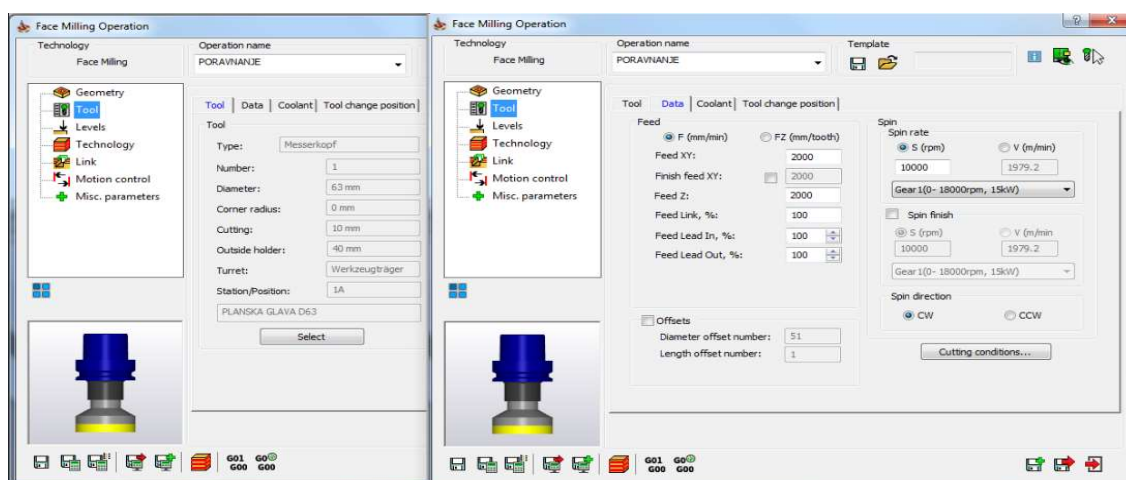 Face Milling Operation
Technology
Face Milling
Operation name
PORAVNANJE
Geometry
Tool
Levels
Technology
Link
Motion control
Misc. parameters
Tool Data Coolant Tool change position
Tool
Type: Messerkopf
Number: 1
Diameter: 63 mm
Corner radius: 0 mm
Cutting: 10 mm
Outside holder: 40 mm
Turret: Werkzeugträger
Station/Position: 1A
PLANSKA GLAVA D63
Select
G01 G00
G00 G00
Face Milling Operation
Technology
Face Milling
Operation name
PORAVNANJE
Template
Geometry
Tool
Levels
Technology
Link
Motion control
Misc. parameters
Tool Data Coolant Tool change position
Feed
F (mm/min) FZ (mm/tooth)
Feed XY: 2000
Finish feed XY: 2000
Feed Z: 2000
Feed Link, %: 100
Feed Lead In, %: 100
Feed Lead Out, %: 100
Offsets
Diameter offset number: 51
Length offset number: 1
Spin
Spin rate
S (rpm) V (m/min)
10000 1979.2
Gear1(0- 18000rpm, 15kW)
Spin finish
S (rpm) V (m/min
10000 1979.2
Gear1(0- 18000rpm, 15kW)
Spin direction
CW CCW
Cutting conditions...
G01 G00
G00 G00